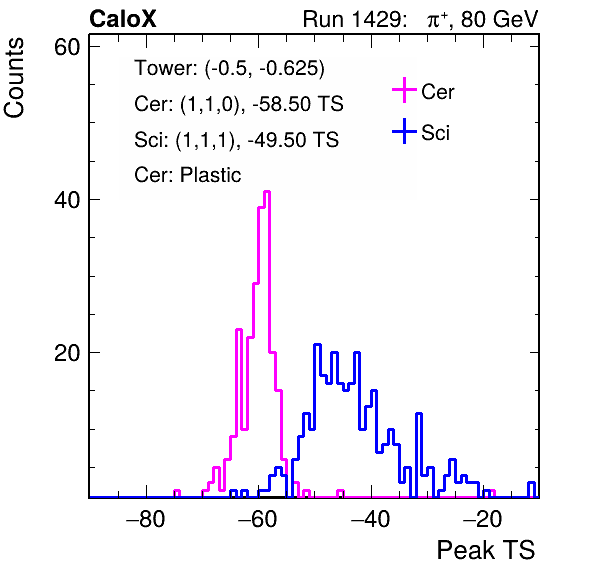 CaloX Run 1429: π⁺, 80 GeV
Counts
60
40
20
Tower: (-0.5, -0.625)
Cer: (1,1,0), -58.50 TS
Sci: (1,1,1), -49.50 TS
Cer: Plastic
Cer
Sci
−80 −60 −40 −20
Peak TS